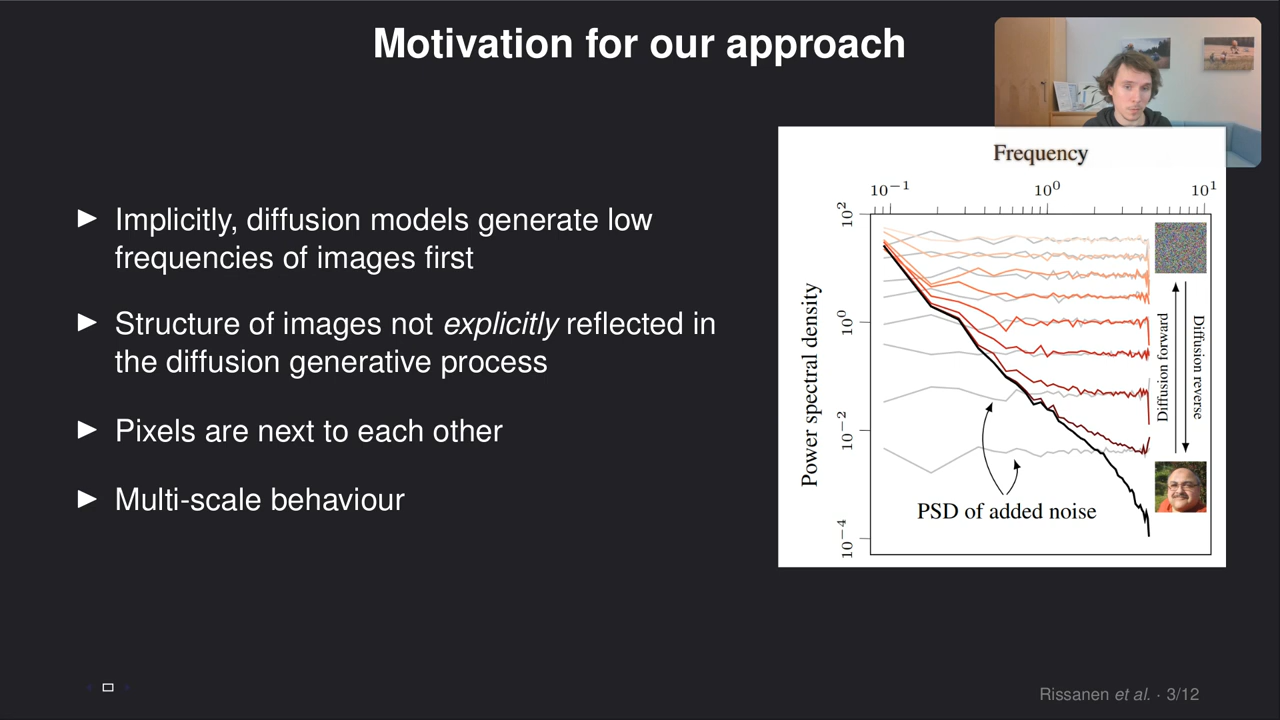 Motivation for our approach
▶ Implicitly, diffusion models generate low
frequencies of images first
▶ Structure of images not explicitly reflected in
the diffusion generative process
▶ Pixels are next to each other
▶ Multi-scale behaviour
Frequency
10⁻¹ 10⁰ 10¹
Power spectral density
10²
10⁰
10⁻²
10⁻⁴
PSD of added noise
Diffusion forward
Diffusion reverse
Rissanen et al. · 3/12